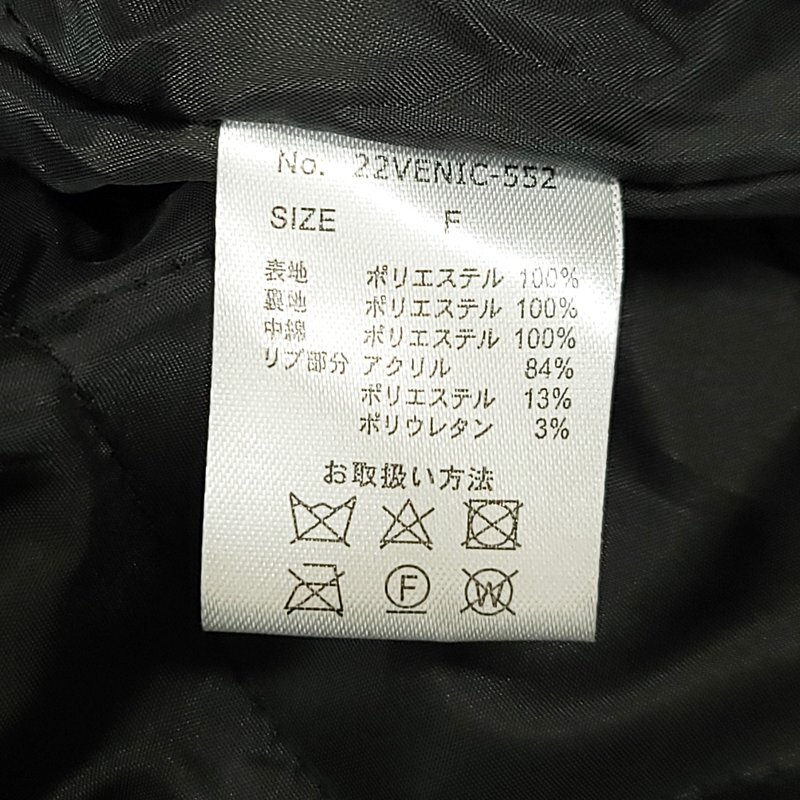 No. 22VENIC-552
SIZE F
表地 ポリエステル 100%
裏地 ポリエステル 100%
中綿 ポリエステル 100%
リブ部分 アクリル 84%
ポリエステル 13%
ポリウレタン 3%
お取扱い方法
F W